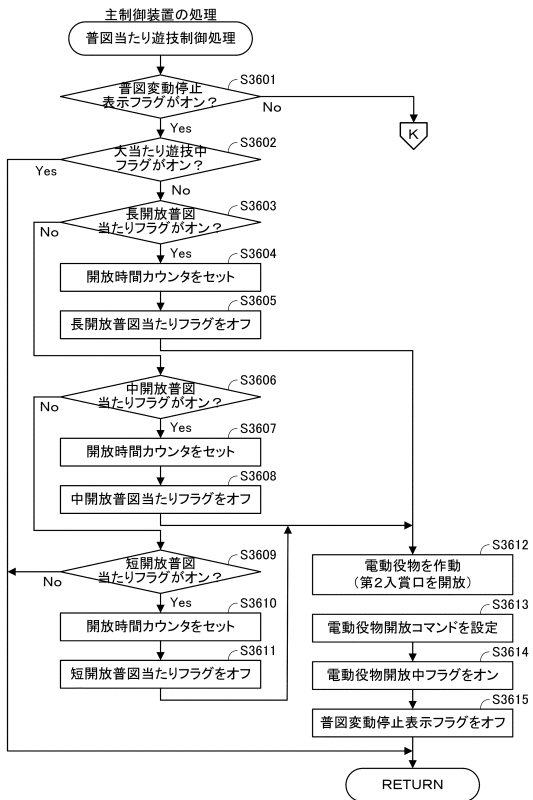 主制御装置の処理
普図当たり遊技制御処理
S3601
普図変動停止
表示フラグがオン？
No
K
Yes
S3602
大当たり遊技中
フラグがオン？
Yes
No
S3603
長開放普図
当たりフラグがオン？
No
Yes
S3604
開放時間カウンタをセット
S3605
長開放普図当たりフラグをオフ
S3606
中開放普図
当たりフラグがオン？
No
Yes
S3607
開放時間カウンタをセット
S3608
中開放普図当たりフラグをオフ
S3609
短開放普図
当たりフラグがオン？
No
Yes
S3610
開放時間カウンタをセット
S3611
短開放普図当たりフラグをオフ
S3612
電動役物を作動
（第２入賞口を開放）
S3613
電動役物開放コマンドを設定
S3614
電動役物開放中フラグをオン
S3615
普図変動停止表示フラグをオフ
RETURN